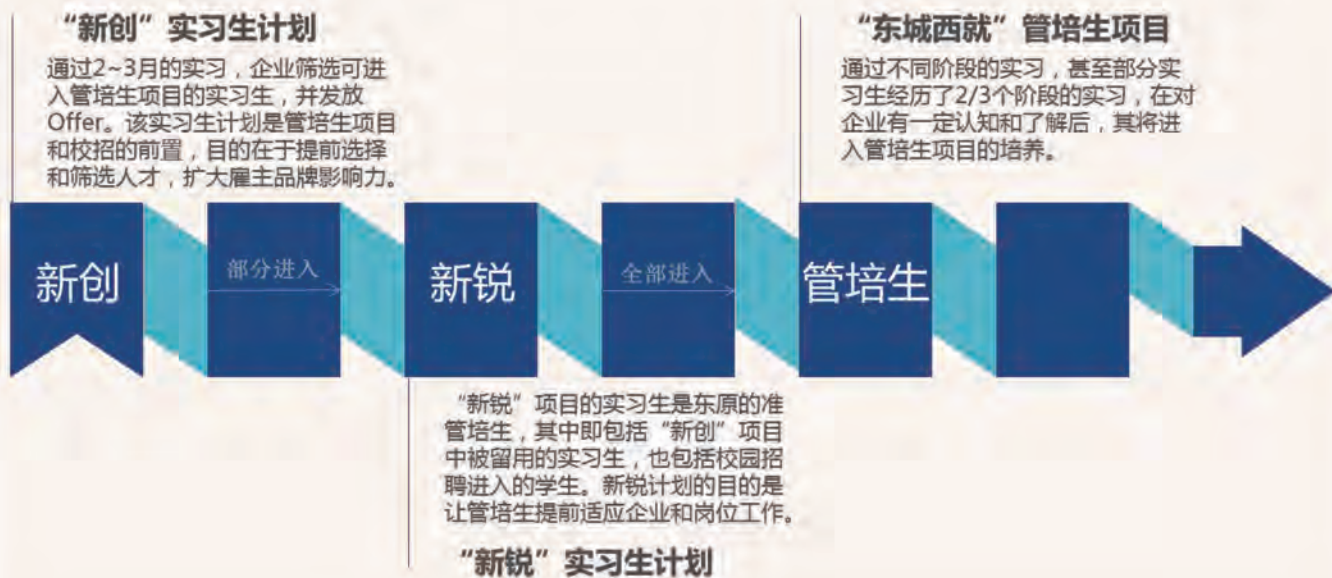 “新创”实习生计划
通过2~3月的实习，企业筛选可进
入管培生项目的实习生，并发放
Offer。该实习生计划是管培生项目
和校招的前置，目的在于提前选择
和筛选人才，扩大雇主品牌影响力。
“东城西就”管培生项目
通过不同阶段的实习，甚至部分实
习生经历了2/3个阶段的实习，在对
企业有一定认知和了解后，其将进
入管培生项目的培养。
新创
部分进入
新锐
全部进入
管培生
“新锐”项目的实习生是东原的准
管培生，其中即包括“新创”项目
中被留用的实习生，也包括校园招
聘进入的学生。新锐计划的目的是
让管培生提前适应企业和岗位工作。
“新锐”实习生计划